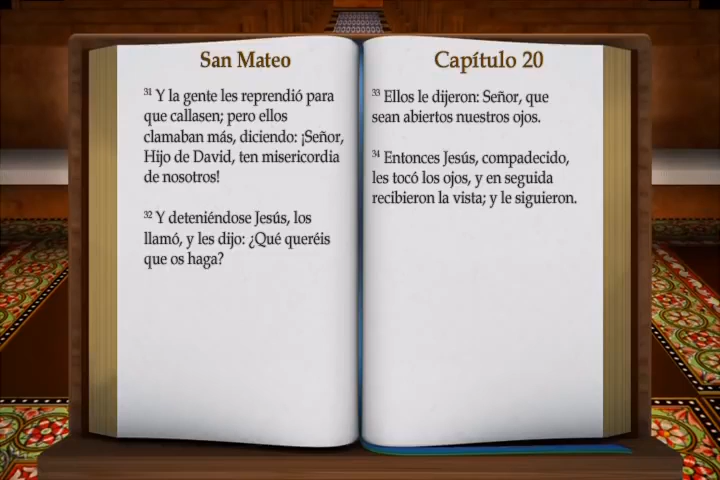 San Mateo
³¹ Y la gente les reprendió para
que callasen; pero ellos
clamaban más, diciendo: ¡Señor,
Hijo de David, ten misericordia
de nosotros!
³² Y deteniéndose Jesús, los
llamó, y les dijo: ¿Qué queréis
que os haga?
Capítulo 20
³³ Ellos le dijeron: Señor, que
sean abiertos nuestros ojos.
³⁴ Entonces Jesús, compadecido,
les tocó los ojos, y en seguida
recibieron la vista; y le siguieron.